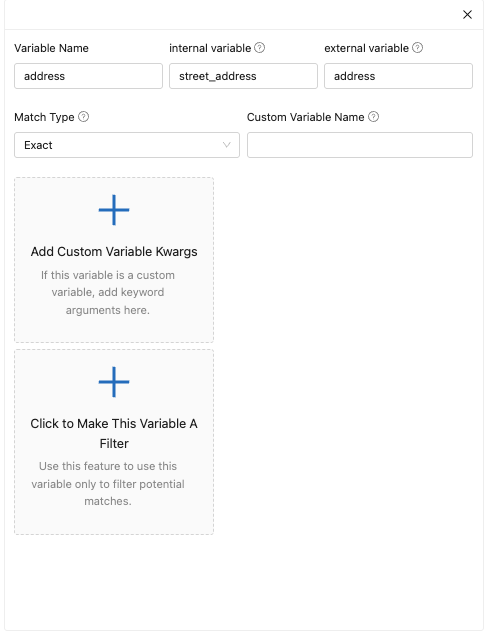 Variable Name internal variable ? external variable ?
address street_address address
Match Type ? Custom Variable Name ?
Exact
Add Custom Variable Kwargs
If this variable is a custom
variable, add keyword
arguments here.
Click to Make This Variable A
Filter
Use this feature to use this
variable only to filter potential
matches.